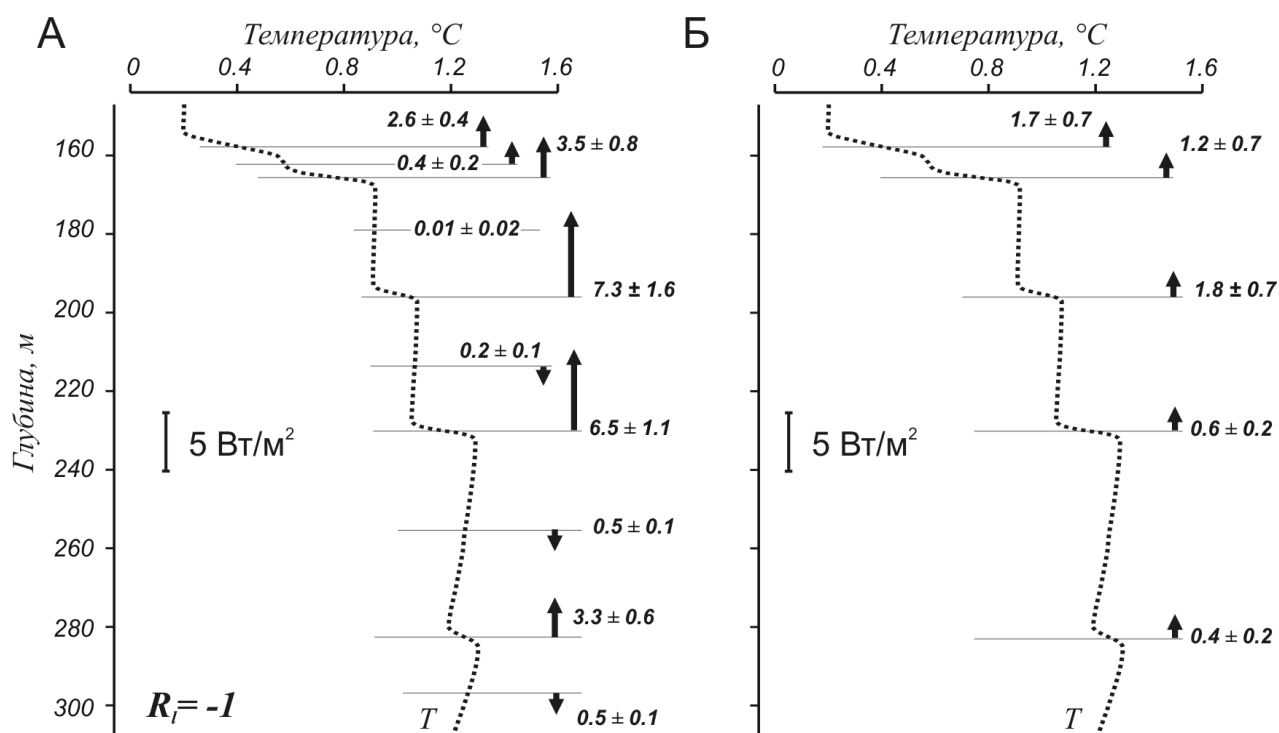 А
Температура, °C
0 0.4 0.8 1.2 1.6
2.6 ± 0.4
3.5 ± 0.8
160
0.4 ± 0.2
180
0.01 ± 0.02
7.3 ± 1.6
200
Глубина, м
0.2 ± 0.1
220
5 Вт/м²
6.5 ± 1.1
240
0.5 ± 0.1
260
3.3 ± 0.6
280
300
R_l = -1
T
0.5 ± 0.1
Б
Температура, °C
0 0.4 0.8 1.2 1.6
1.7 ± 0.7
1.2 ± 0.7
1.8 ± 0.7
5 Вт/м²
0.6 ± 0.2
0.4 ± 0.2
T